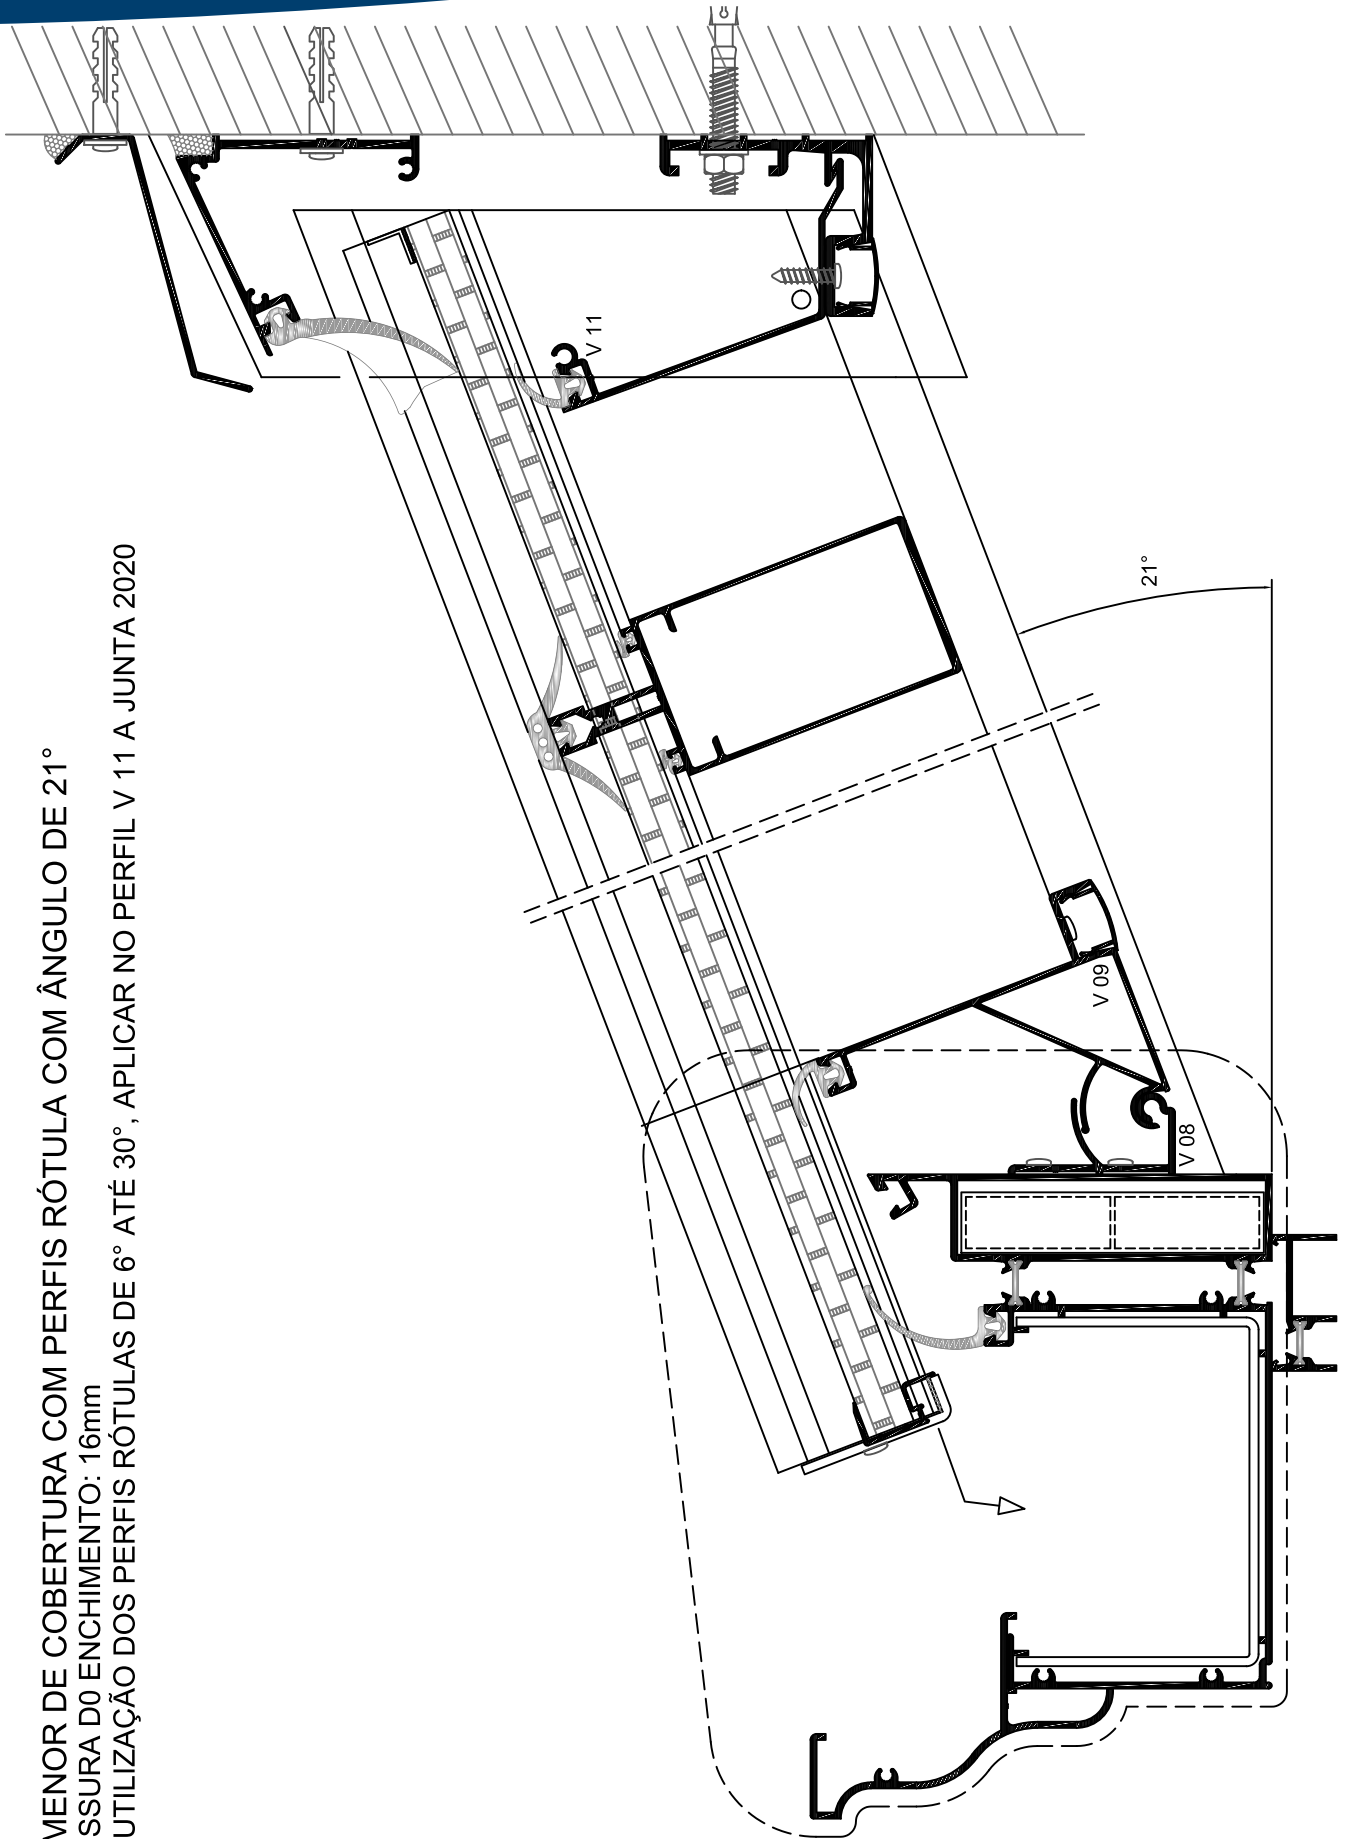 MENOR DE COBERTURA COM PERFIS RÓTULA COM ÂNGULO DE 21°
SSURA D0 ENCHIMENTO: 16mm
UTILIZAÇÃO DOS PERFIS RÓTULAS DE 6° ATÉ 30°, APLICAR NO PERFIL V 11 A JUNTA 2020
V 11
21°
V 09
V 08